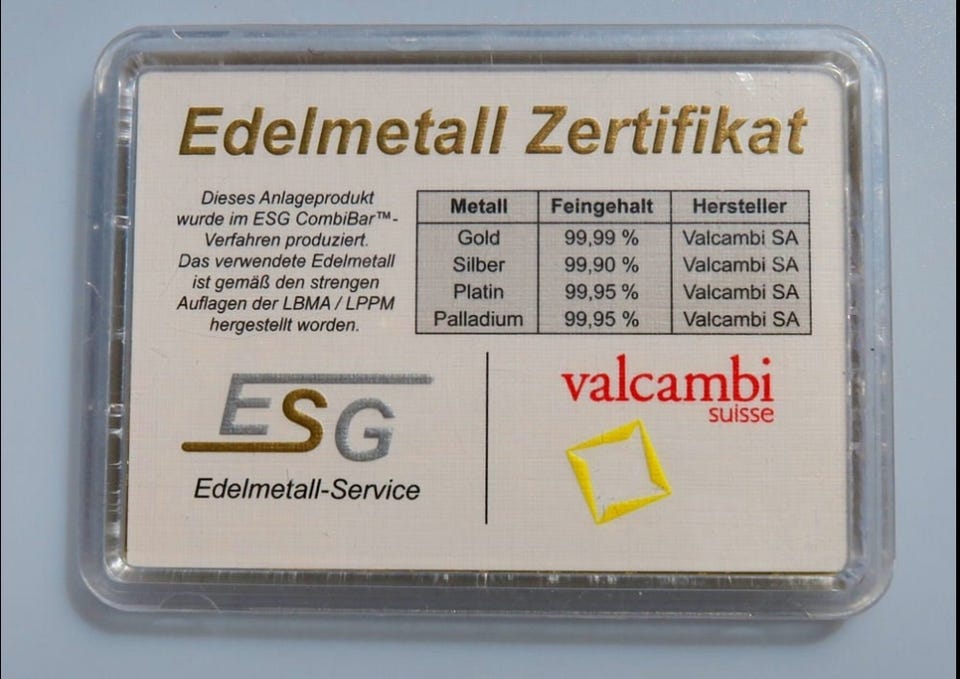 Edelmetall Zertifikat
Dieses Anlageprodukt
wurde im ESG CombiBar™-
Verfahren produziert.
Das verwendete Edelmetall
ist gemäß den strengen
Auflagen der LBMA / LPPM
hergestellt worden.
Metall Feingehalt Hersteller
Gold 99,99 % Valcambi SA
Silber 99,90 % Valcambi SA
Platin 99,95 % Valcambi SA
Palladium 99,95 % Valcambi SA
ESG
Edelmetall-Service
valcambi
suisse